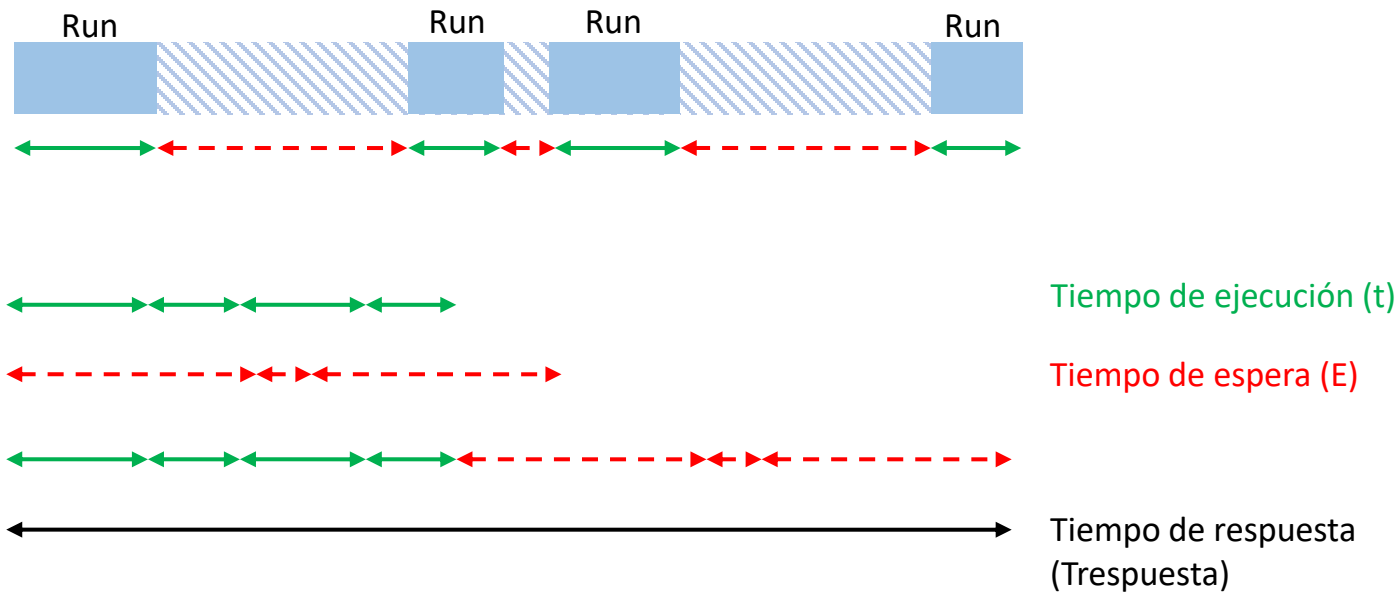 Run
Run
Run
Run
Tiempo de ejecución (t)
Tiempo de espera (E)
Tiempo de respuesta
(Trespuesta)